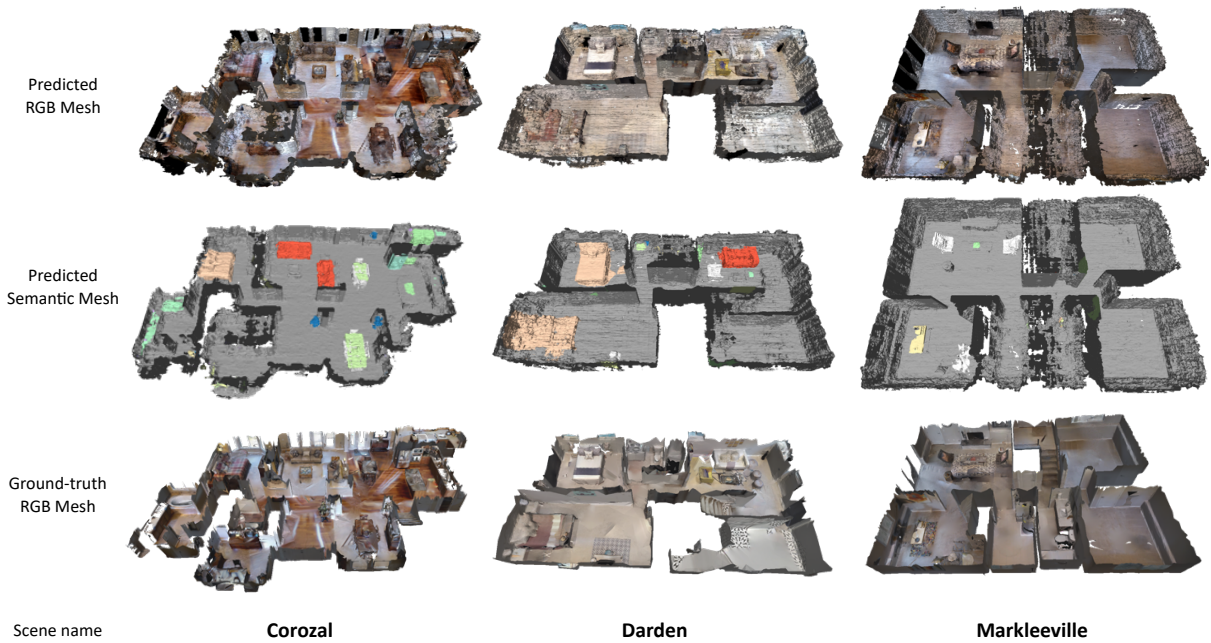 Predicted
RGB Mesh
Predicted
Semantic Mesh
Ground-truth
RGB Mesh
Scene name
Corozal
Darden
Markleeville